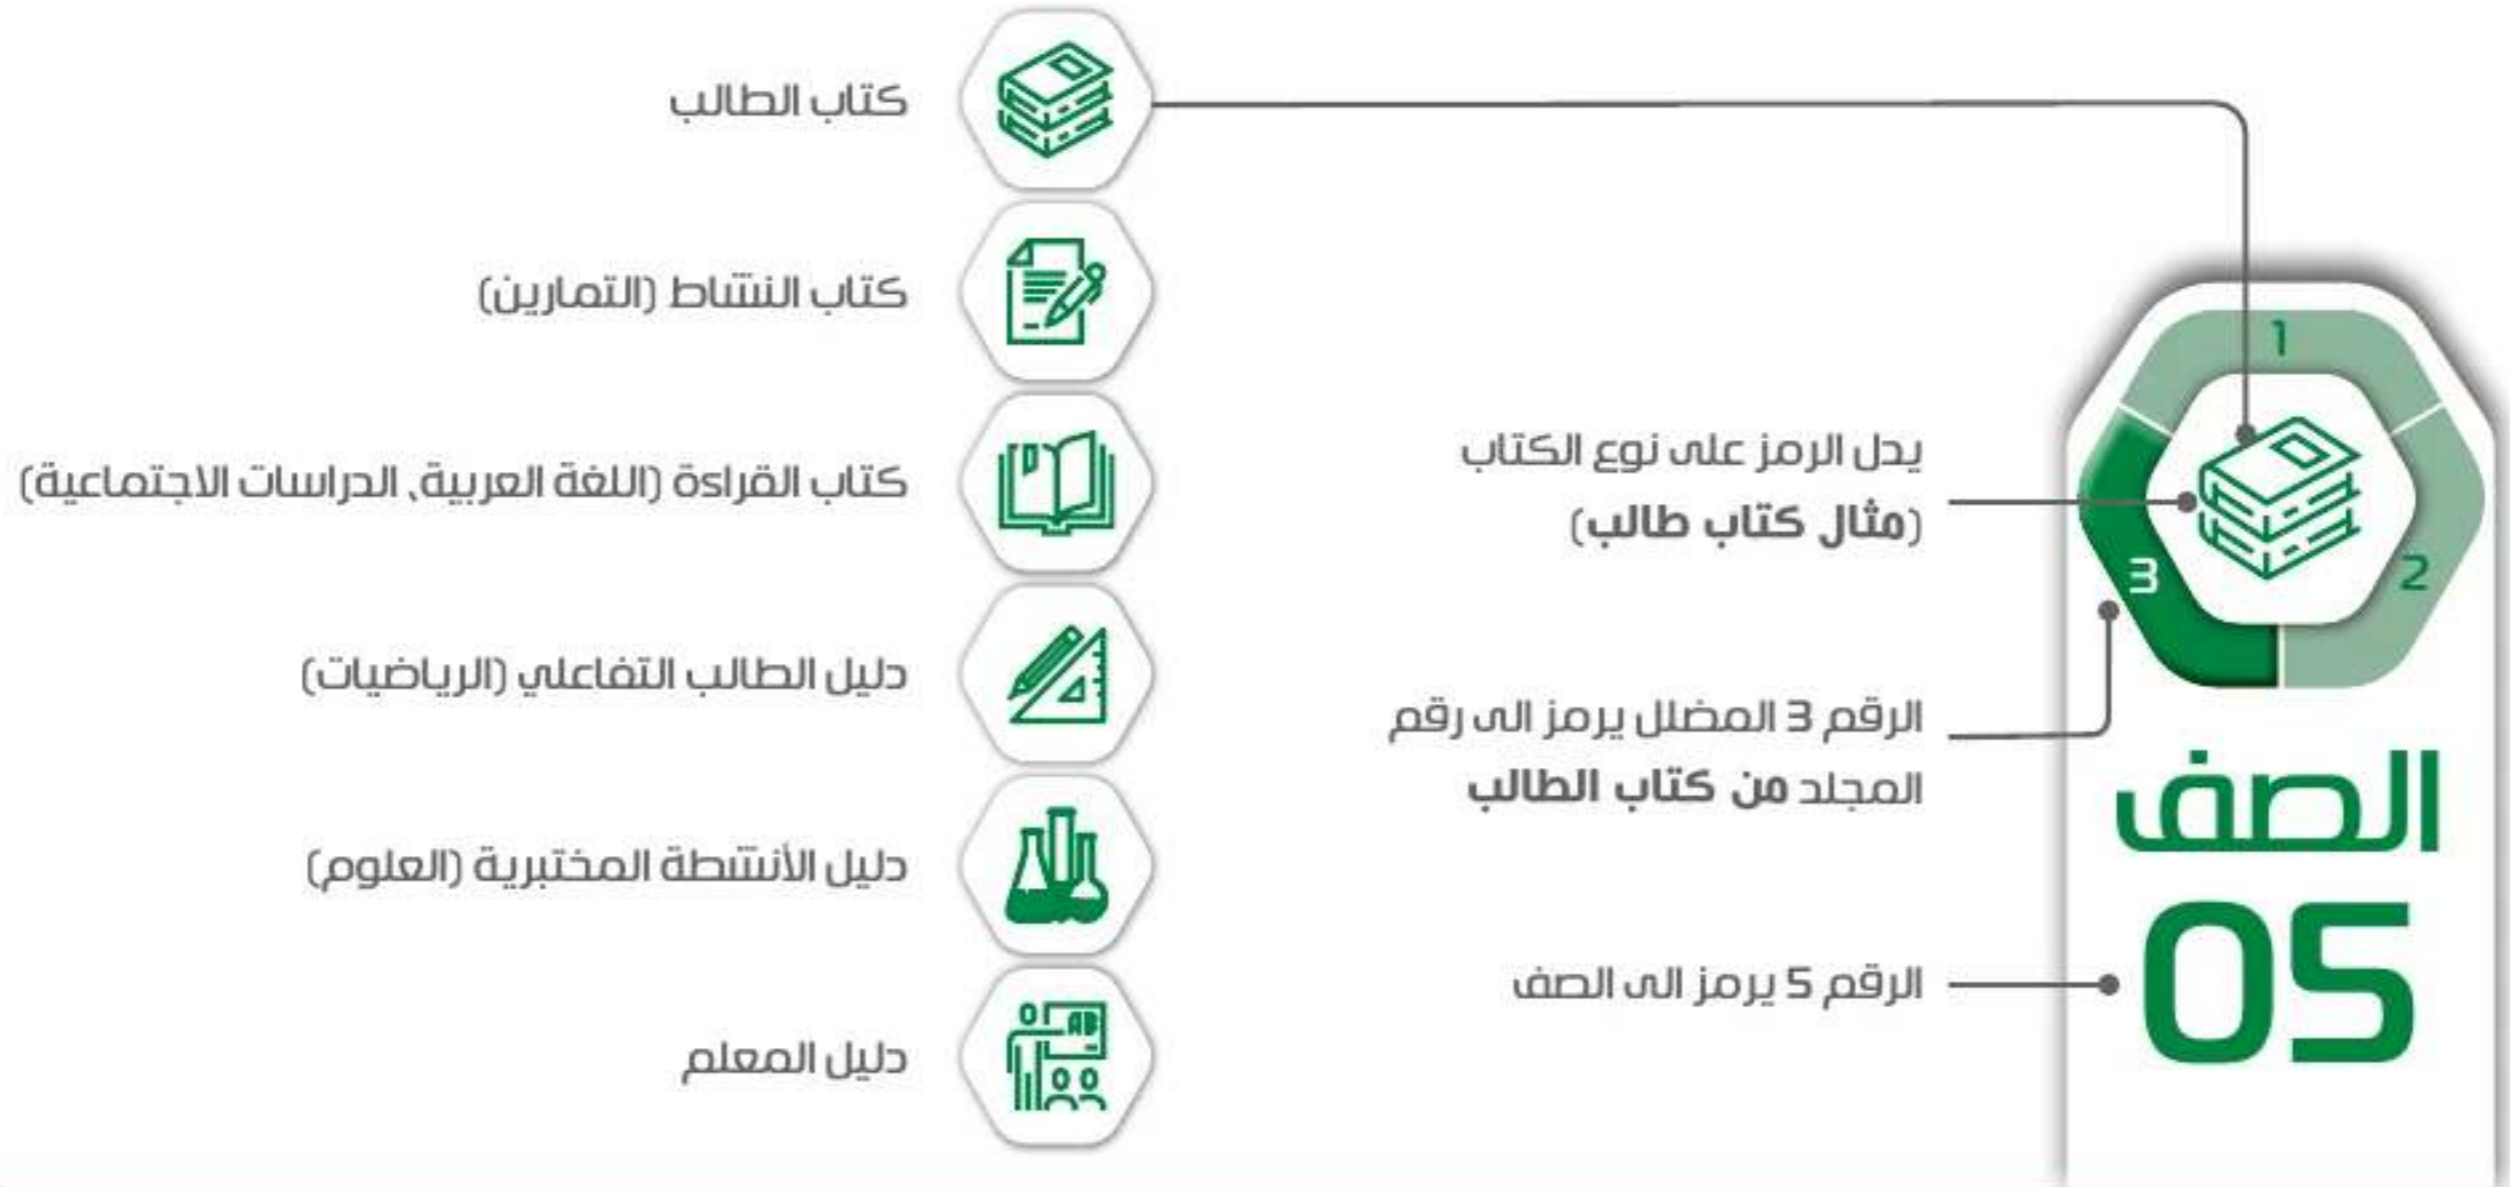 1
2
3
الصف
05
يدل الرمز على نوع الكتاب
(مثال كتاب طالب)
الرقم 3 المضلل يرمز الى رقم
المجلد من كتاب الطالب
الرقم 5 يرمز الى الصف
كتاب الطالب
كتاب النشاط (التمارين)
كتاب القراءة (اللغة العربية، الدراسات الاجتماعية)
دليل الطالب التفاعلي (الرياضيات)
دليل الأنشطة المختبرية (العلوم)
دليل المعلم
AB